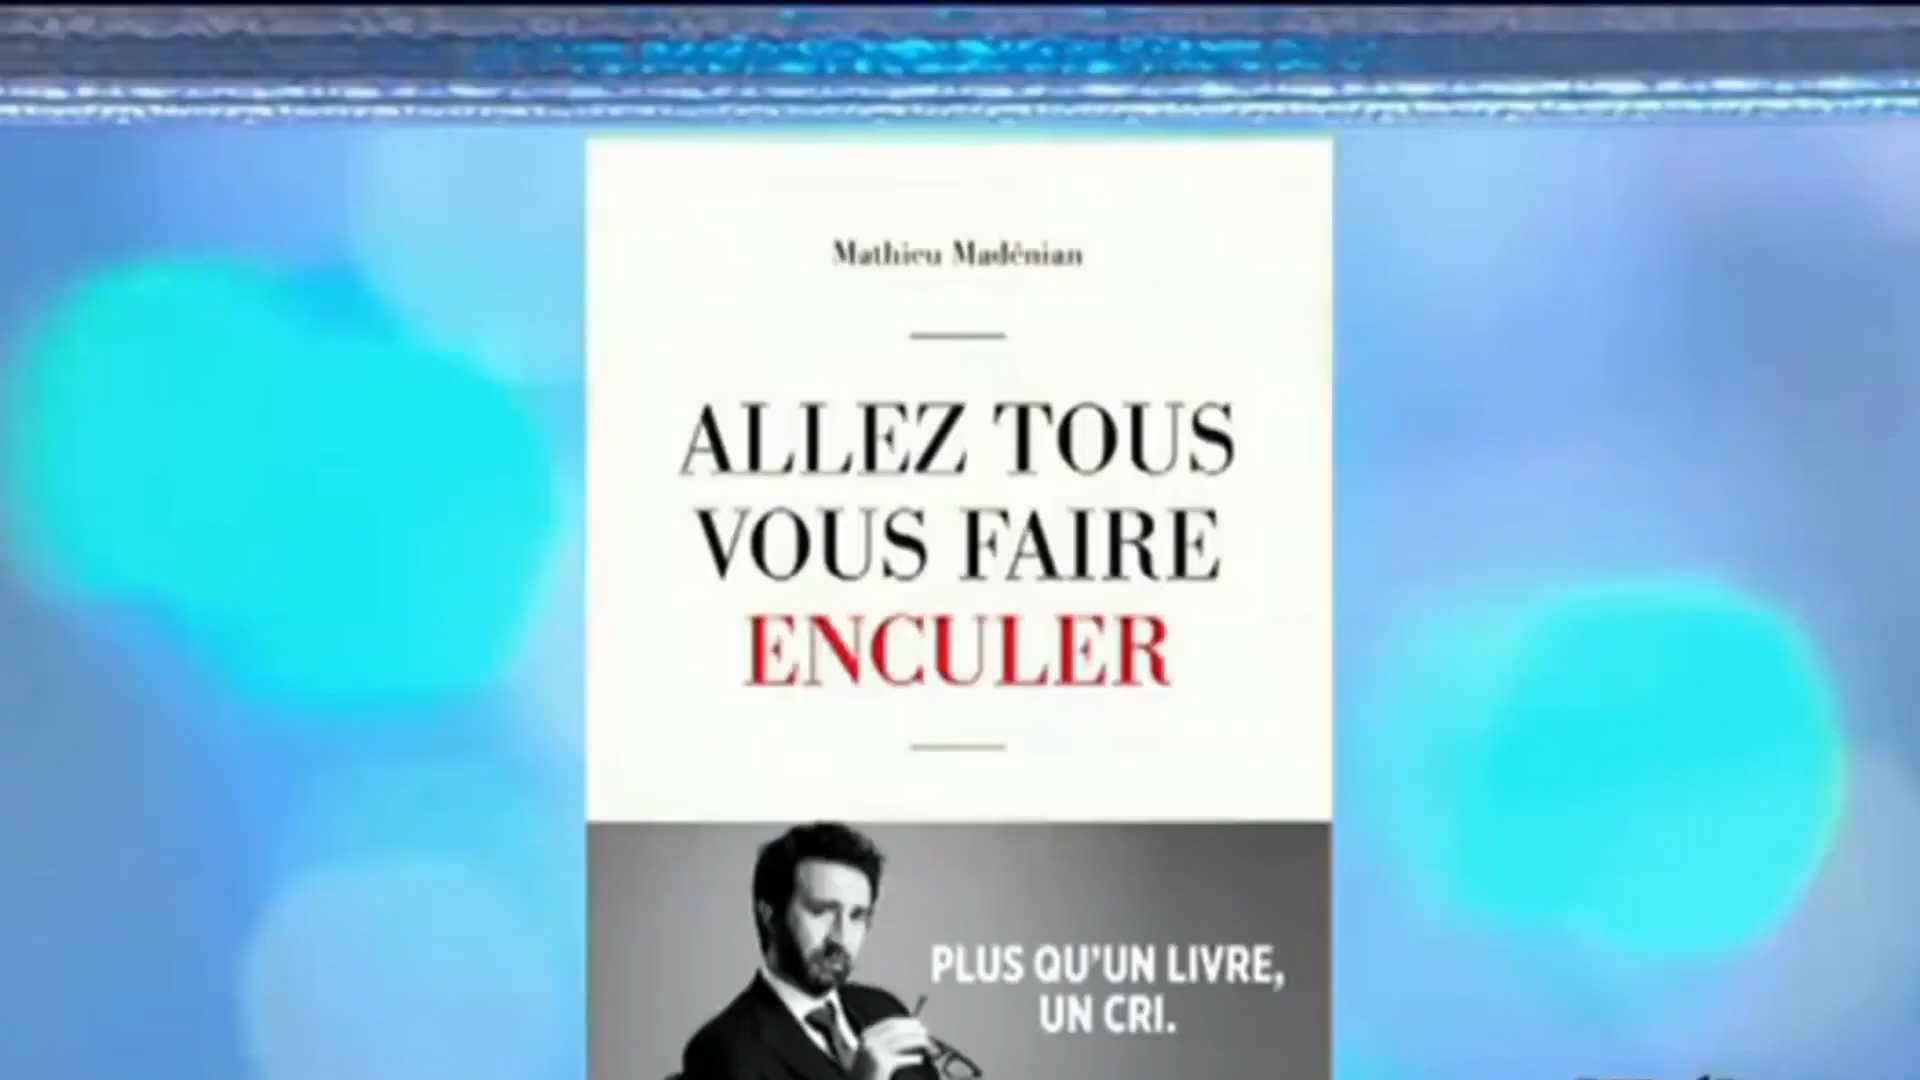 Mathieu Madénian
ALLEZ TOUS
VOUS FAIRE
ENCULER
PLUS QU'UN LIVRE,
UN CRI.